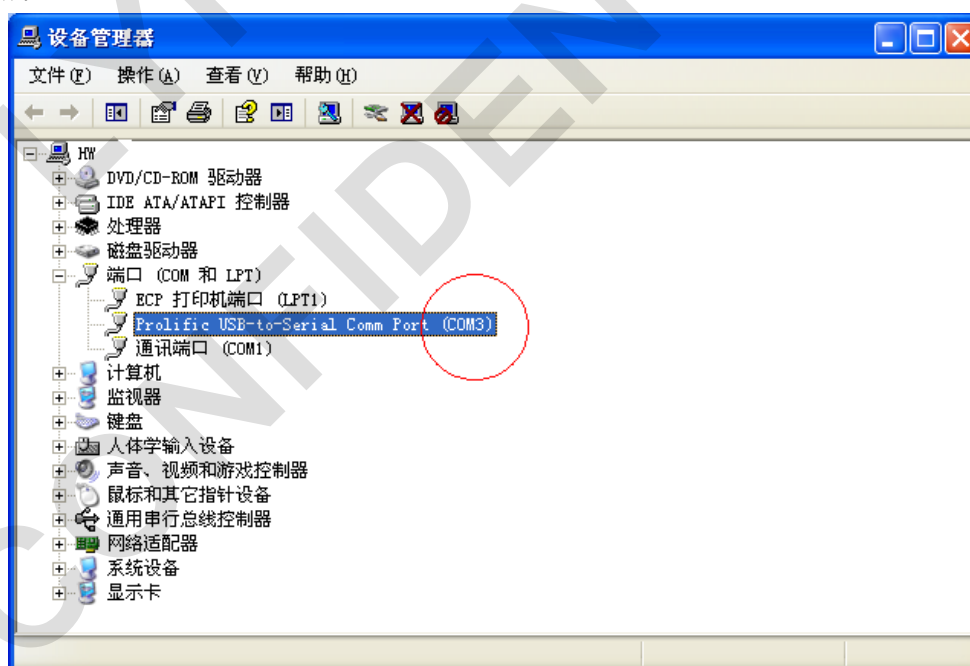 设备管理器
文件(F) 操作(A) 查看(V) 帮助(H)
HW
DVD/CD-ROM 驱动器
IDE ATA/ATAPI 控制器
处理器
磁盘驱动器
端口 (COM 和 LPT)
ECP 打印机端口 (LPT1)
Prolific USB-to-Serial Comm Port (COM3)
通讯端口 (COM1)
计算机
监视器
键盘
人体学输入设备
声音、视频和游戏控制器
鼠标和其它指针设备
通用串行总线控制器
网络适配器
系统设备
显示卡